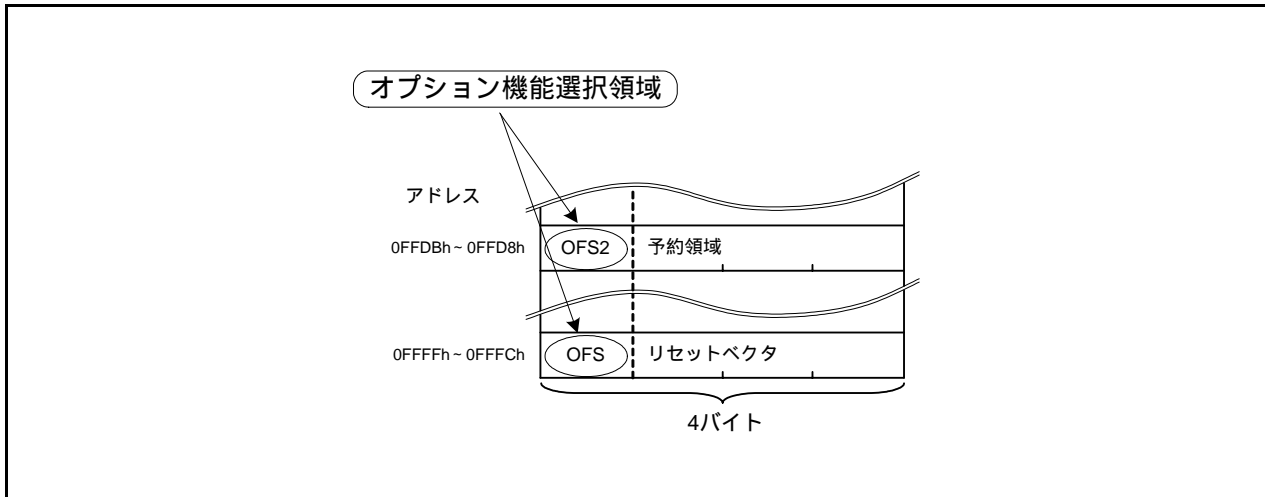 オプション機能選択領域
アドレス
0FFDBh ~ 0FFD8h OFS2 予約領域
0FFFFh ~ 0FFFCh OFS リセットベクタ
4バイト